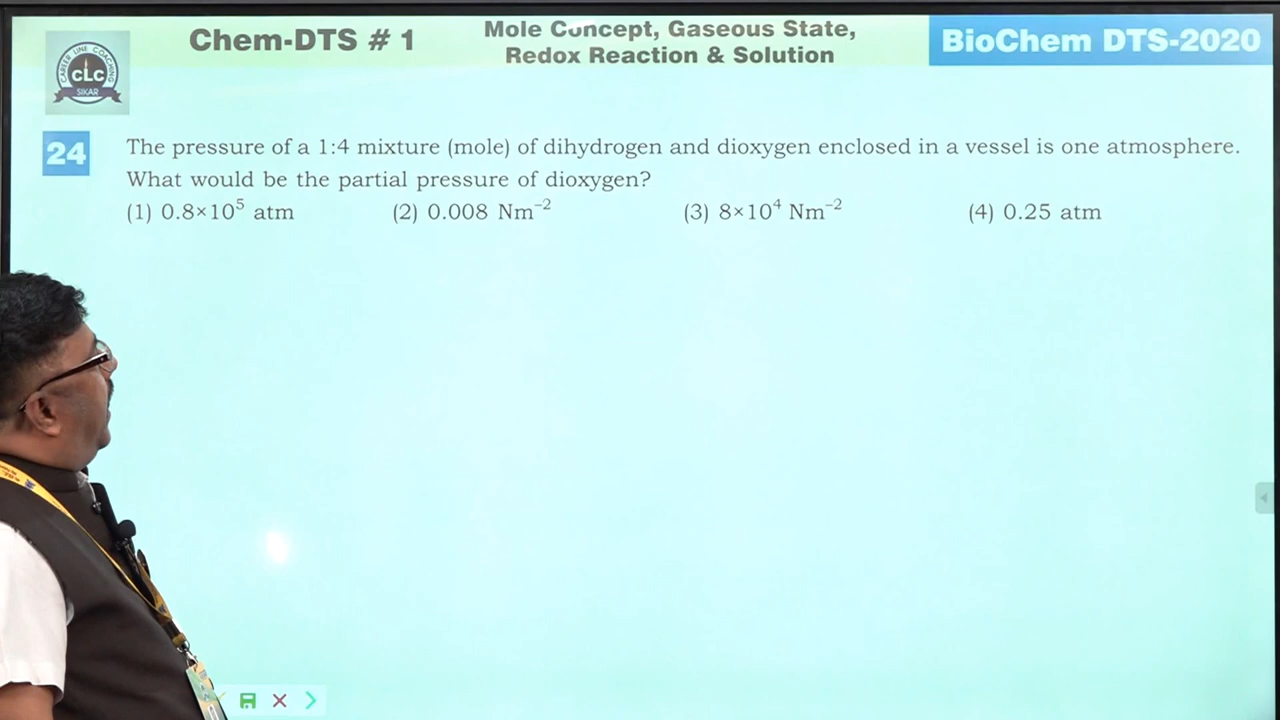 Chem-DTS # 1
Mole Concept, Gaseous State,
Redox Reaction & Solution
BioChem DTS-2020
CAREER LINE COACHING
CLC
SIKAR
24
The pressure of a 1:4 mixture (mole) of dihydrogen and dioxygen enclosed in a vessel is one atmosphere.
What would be the partial pressure of dioxygen?
(1) 0.8×10⁵ atm (2) 0.008 Nm⁻² (3) 8×10⁴ Nm⁻² (4) 0.25 atm